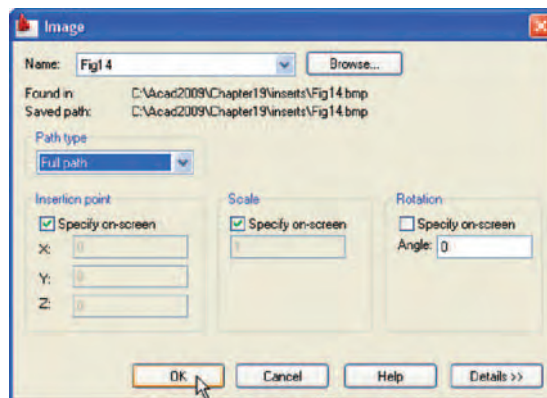 Image
Name: Fig14 Browse...
Found in: C:\Acad2009\Chapter19\inserts\Fig14.bmp
Saved path: C:\Acad2009\Chapter19\inserts\Fig14.bmp
Path type
Full path
Insertion point Scale Rotation
Specify on-screen Specify on-screen Specify on-screen
X: 0 1 Angle: 0
Y: 0
Z: 0
OK Cancel Help Details >>